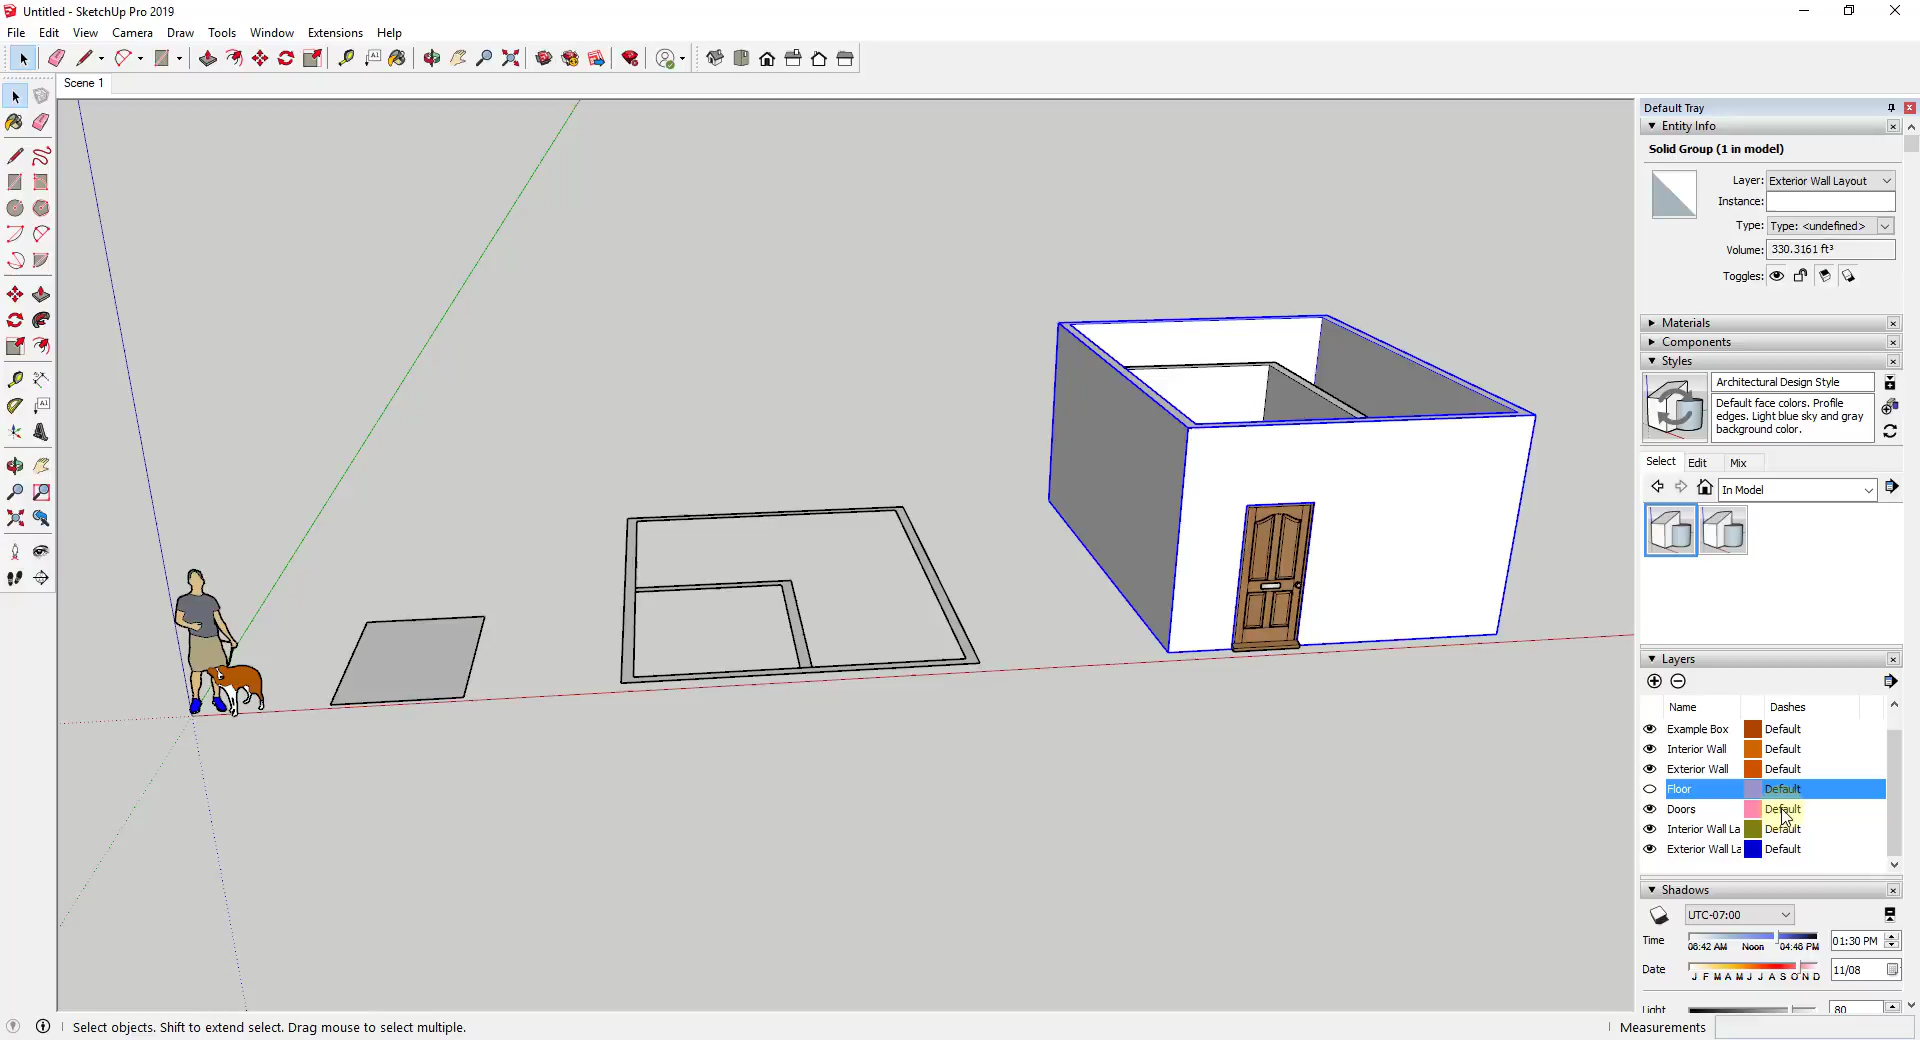 Untitled - SketchUp Pro 2019
File Edit View Camera Draw Tools Window Extensions Help
Scene 1
Default Tray
Entity Info
Solid Group (1 in model)
Layer: Exterior Wall Layout
Instance:
Type: Type: <undefined>
Volume: 330.3161 ft³
Toggles:
Materials
Components
Styles
Architectural Design Style
Default face colors. Profile
edges. Light blue sky and gray
background color.
Select Edit Mix
In Model
Layers
Name Dashes
Example Box Default
Interior Wall Default
Exterior Wall Default
Floor Default
Doors Default
Interior Wall La Default
Exterior Wall La Default
Shadows
UTC-07:00
Time 06:42 AM Noon 04:46 PM 01:30 PM
Date J F M A M J J A S O N D 11/08
Light 80
Select objects. Shift to extend select. Drag mouse to select multiple.
Measurements